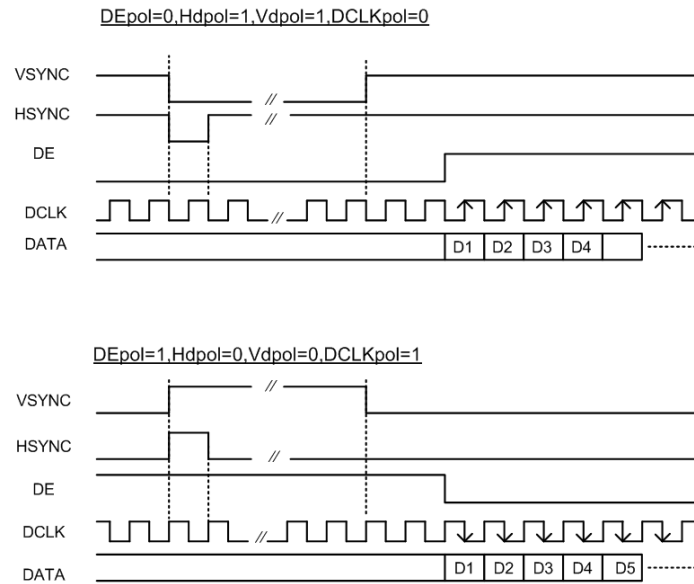 DEpol=0,Hdpol=1,Vdpol=1,DCLKpol=0
VSYNC
//
HSYNC
//
DE
DCLK
//
DATA
D1 D2 D3 D4
DEpol=1,Hdpol=0,Vdpol=0,DCLKpol=1
VSYNC
//
HSYNC
//
DE
DCLK
//
DATA
D1 D2 D3 D4 D5